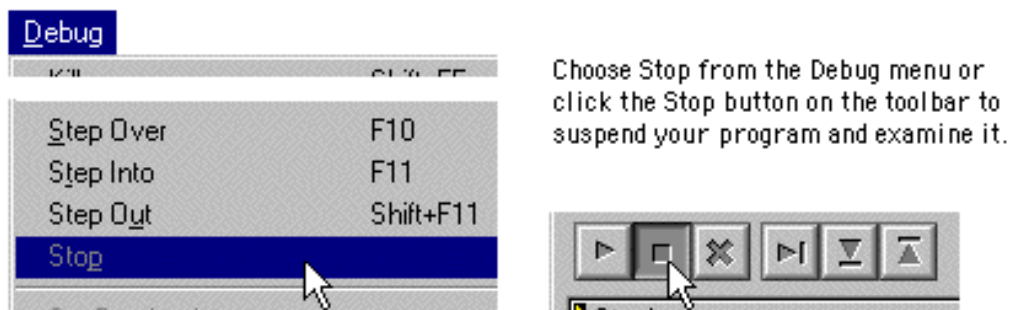 Debug
Step Over F10
Step Into F11
Step Out Shift+F11
Stop
Choose Stop from the Debug menu or
click the Stop button on the toolbar to
suspend your program and examine it.